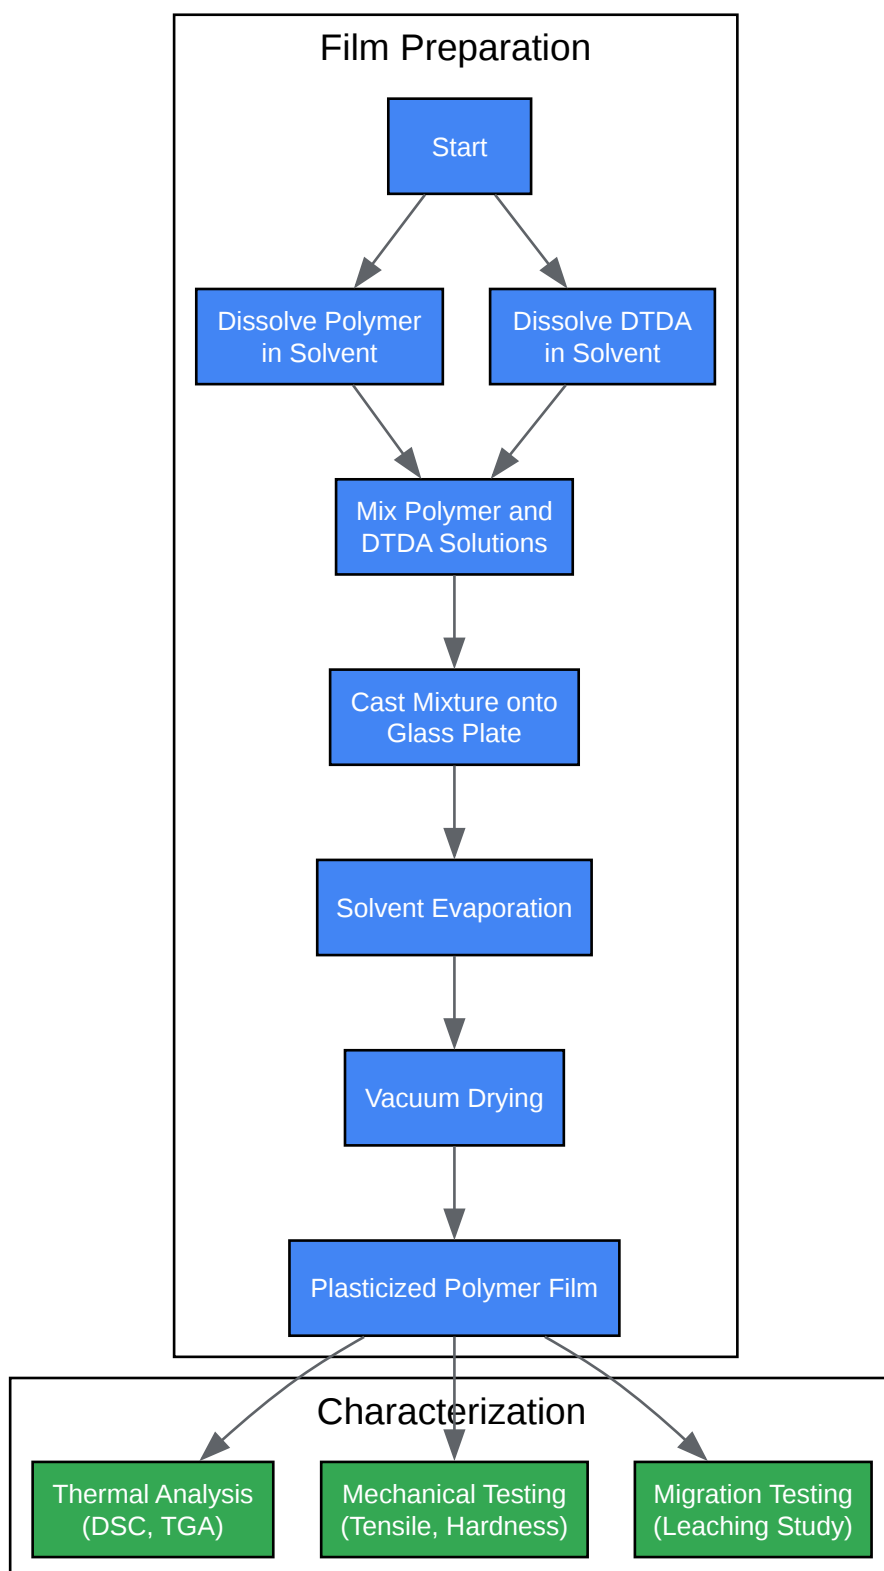 Film Preparation
Start
Dissolve Polymer
in Solvent
Dissolve DTDA
in Solvent
Mix Polymer and
DTDA Solutions
Cast Mixture onto
Glass Plate
Solvent Evaporation
Vacuum Drying
Plasticized Polymer Film
Characterization
Thermal Analysis
(DSC, TGA)
Mechanical Testing
(Tensile, Hardness)
Migration Testing
(Leaching Study)